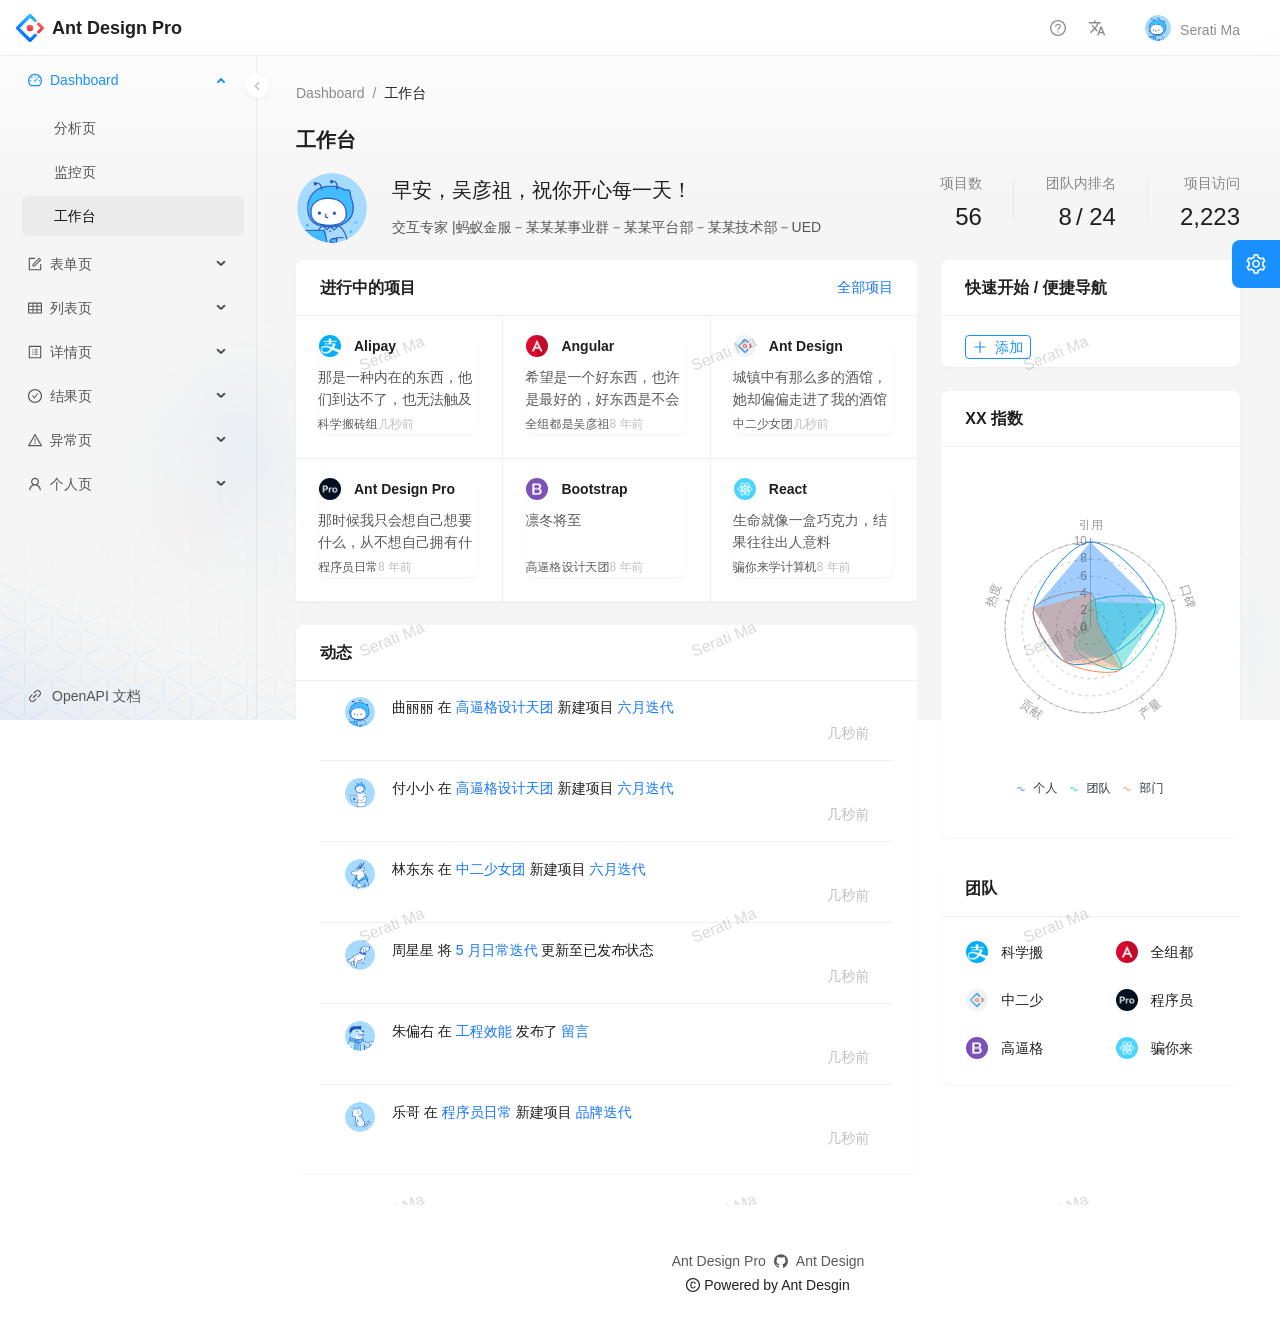 Ant Design Pro
Serati Ma
Dashboard
分析页
监控页
工作台
表单页
列表页
详情页
结果页
异常页
个人页
OpenAPI 文档
Dashboard / 工作台
工作台
早安，吴彦祖，祝你开心每一天！
交互专家 |蚂蚁金服－某某某事业群－某某平台部－某某技术部－UED
项目数
56
团队内排名
8 / 24
项目访问
2,223
进行中的项目
全部项目
Alipay
那是一种内在的东西，他
们到达不了，也无法触及
科学搬砖组几秒前
Angular
希望是一个好东西，也许
是最好的，好东西是不会
全组都是吴彦祖8 年前
Ant Design
城镇中有那么多的酒馆，
她却偏偏走进了我的酒馆
中二少女团几秒前
Pro
Ant Design Pro
那时候我只会想自己想要
什么，从不想自己拥有什
程序员日常8 年前
Bootstrap
凛冬将至
高逼格设计天团8 年前
React
生命就像一盒巧克力，结
果往往出人意料
骗你来学计算机8 年前
动态
曲丽丽 在 高逼格设计天团 新建项目 六月迭代
几秒前
付小小 在 高逼格设计天团 新建项目 六月迭代
几秒前
林东东 在 中二少女团 新建项目 六月迭代
几秒前
周星星 将 5 月日常迭代 更新至已发布状态
几秒前
朱偏右 在 工程效能 发布了 留言
几秒前
乐哥 在 程序员日常 新建项目 品牌迭代
几秒前
快速开始 / 便捷导航
添加
XX 指数
引用
口碑
产量
贡献
热度
10
8
6
4
2
0
个人
团队
部门
团队
科学搬
全组都
中二少
Pro
程序员
高逼格
骗你来
Serati Ma
Serati Ma
Serati Ma
Serati Ma
Serati Ma
Serati Ma
Serati Ma
Serati Ma
Serati Ma
Ant Design Pro Ant Design
© Powered by Ant Desgin